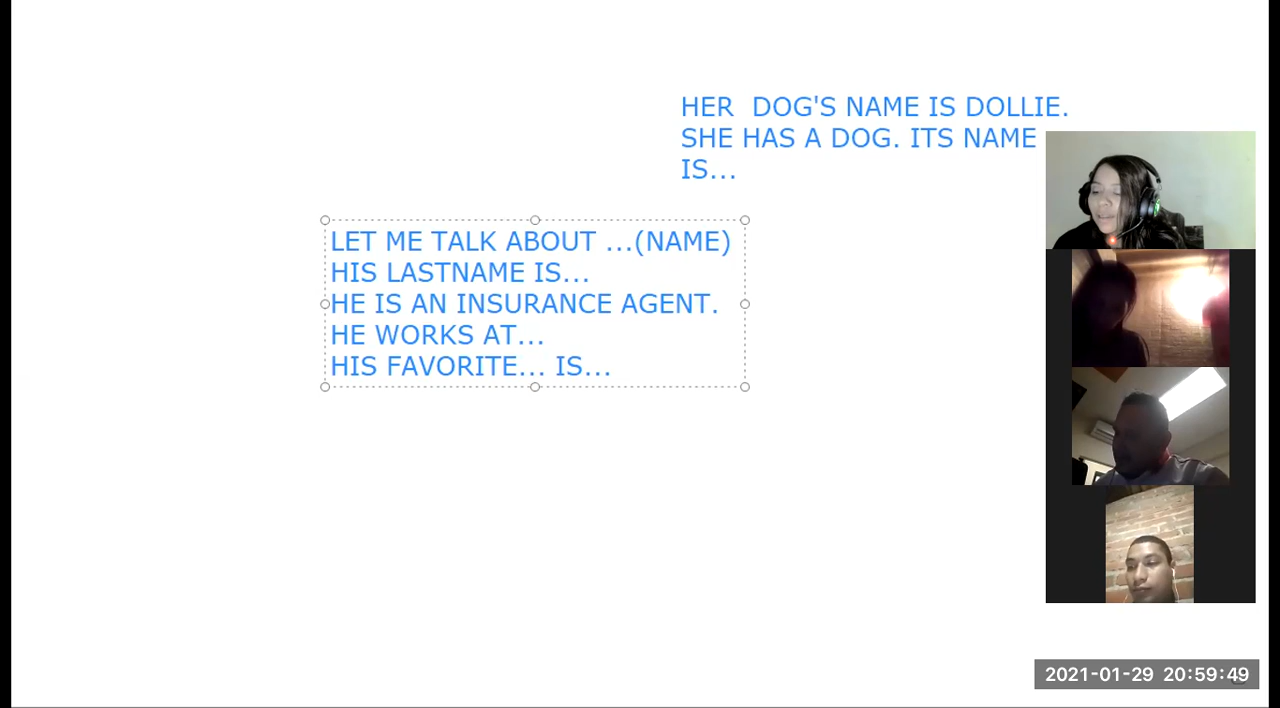 HER DOG'S NAME IS DOLLIE.
SHE HAS A DOG. ITS NAME
IS...
LET ME TALK ABOUT ...(NAME)
HIS LASTNAME IS...
HE IS AN INSURANCE AGENT.
HE WORKS AT...
HIS FAVORITE... IS...
2021-01-29 20:59:49